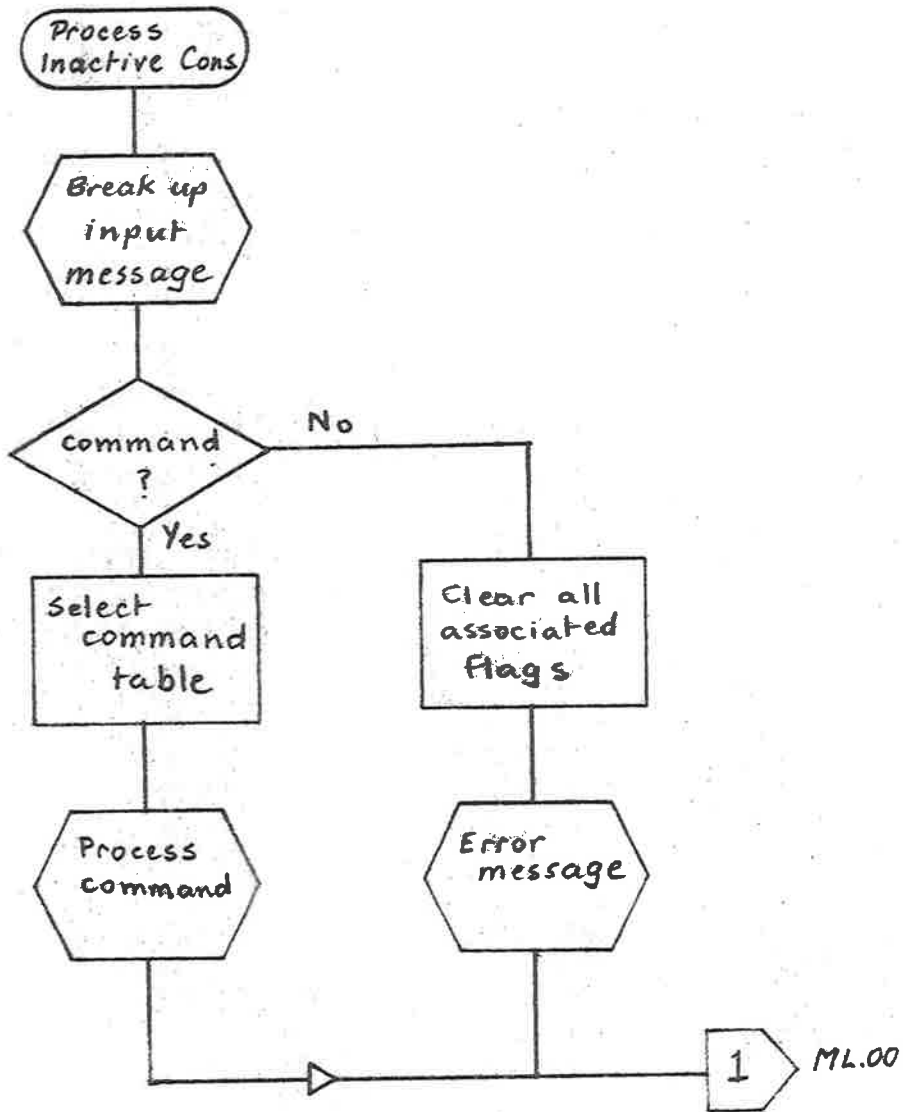 Process
Inactive Cons
Break up
input
message
command
?
No
Yes
Select
command
table
Clear all
associated
flags
Process
command
Error
message
1
ML.00